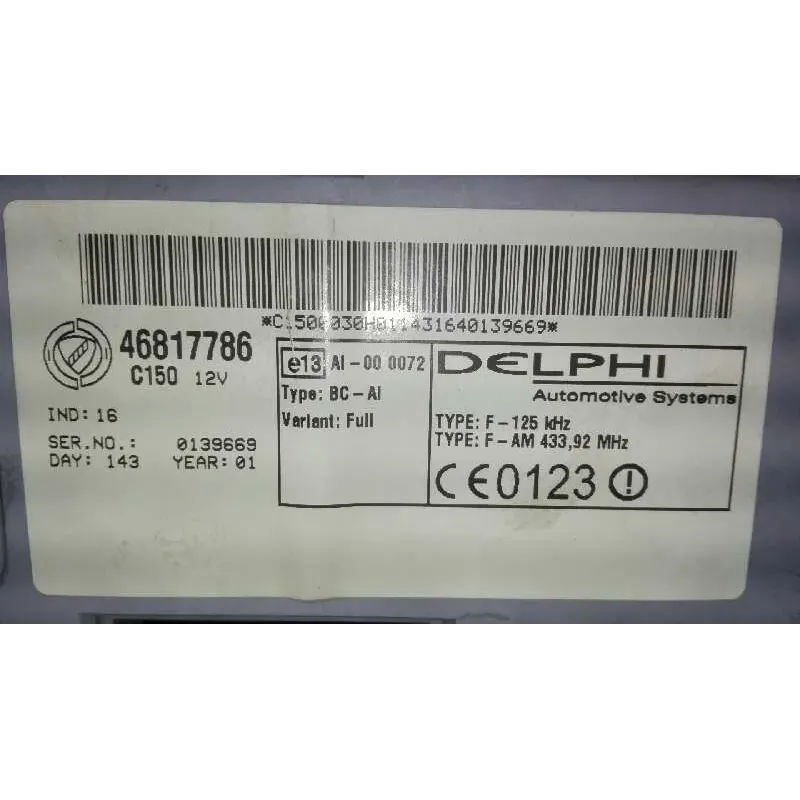 46817786
C150 12V
IND: 16
SER.NO.: 0139669
DAY: 143 YEAR: 01
e13 AI-00 0072
Type: BC-AI
Variant: Full
DELPHI
Automotive Systems
TYPE: F-125 kHz
TYPE: F-AM 433,92 MHz
CE0123